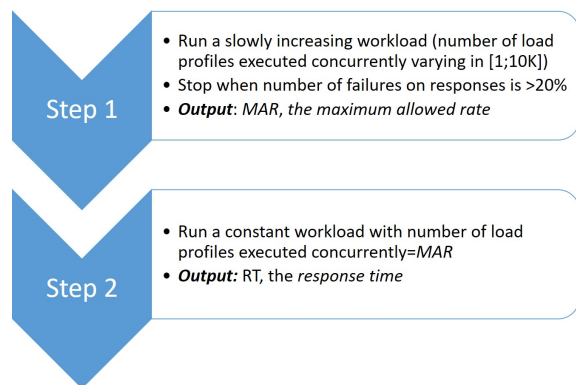 Step 1
• Run a slowly increasing workload (number of load
profiles executed concurrently varying in [1;10K])
• Stop when number of failures on responses is >20%
• Output: MAR, the maximum allowed rate
Step 2
• Run a constant workload with number of load
profiles executed concurrently=MAR
• Output: RT, the response time